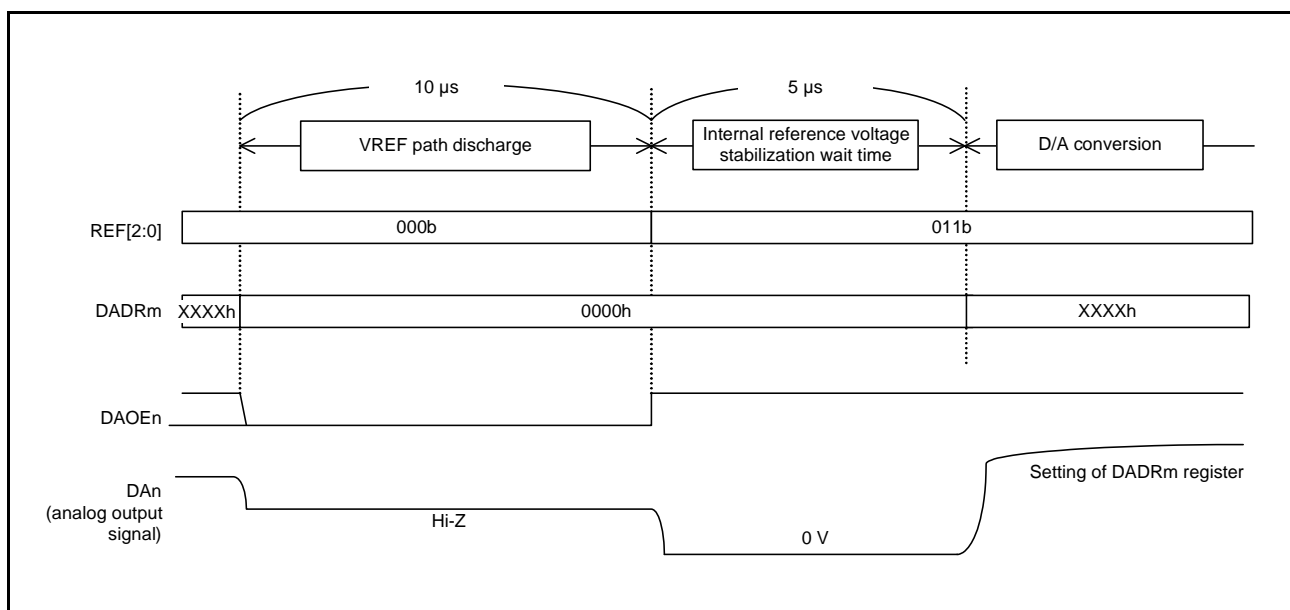 10 µs
5 µs
VREF path discharge
Internal reference voltage
stabilization wait time
D/A conversion
REF[2:0]
000b
011b
DADRm
XXXXh
0000h
XXXXh
DAOEn
DAn
(analog output
signal)
Hi-Z
0 V
Setting of DADRm register